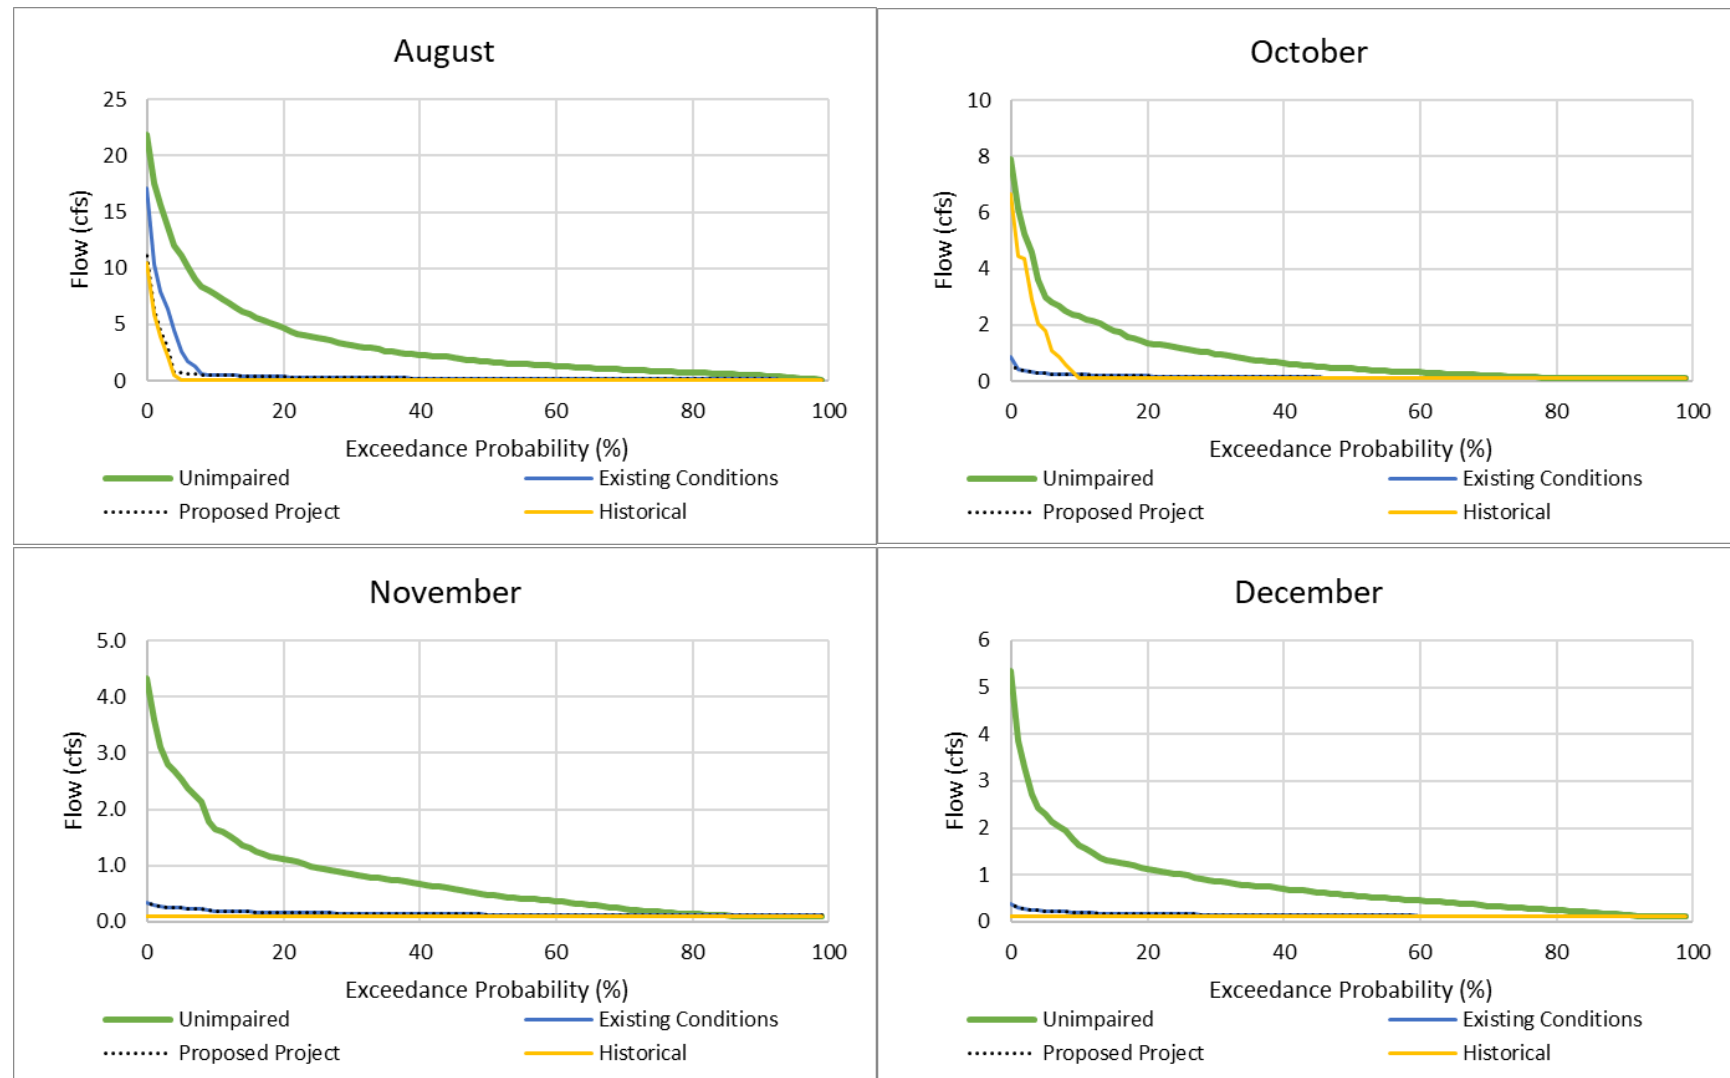 August
25
20
15
10
5
0
Flow (cfs)
0 20 40 60 80 100
Exceedance Probability (%)
Unimpaired Existing Conditions
Proposed Project Historical
October
10
8
6
4
2
0
Flow (cfs)
0 20 40 60 80 100
Exceedance Probability (%)
Unimpaired Existing Conditions
Proposed Project Historical
November
5.0
4.0
3.0
2.0
1.0
0.0
Flow (cfs)
0 20 40 60 80 100
Exceedance Probability (%)
Unimpaired Existing Conditions
Proposed Project Historical
December
6
5
4
3
2
1
0
Flow (cfs)
0 20 40 60 80 100
Exceedance Probability (%)
Unimpaired Existing Conditions
Proposed Project Historical